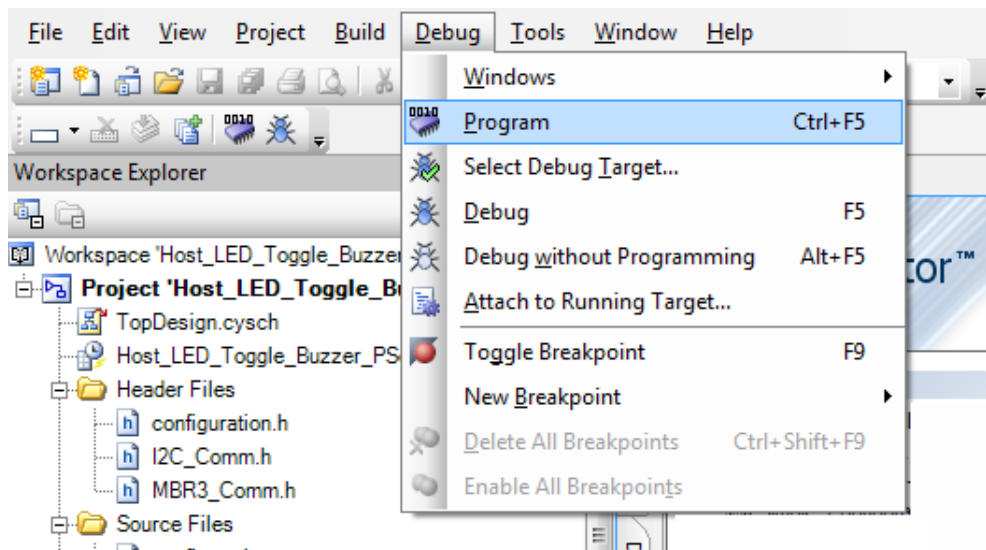 File Edit View Project Build Debug Tools Window Help
Windows
Program Ctrl+F5
Workspace Explorer
Select Debug Target...
Debug F5
Workspace 'Host_LED_Toggle_Buzzer
Debug without Programming Alt+F5
tor™
Project 'Host_LED_Toggle_B
Attach to Running Target...
TopDesign.cysch
Host_LED_Toggle_Buzzer_PS
Toggle Breakpoint F9
Header Files
New Breakpoint
configuration.h
I2C_Comm.h
Delete All Breakpoints Ctrl+Shift+F9
MBR3_Comm.h
Enable All Breakpoints
Source Files